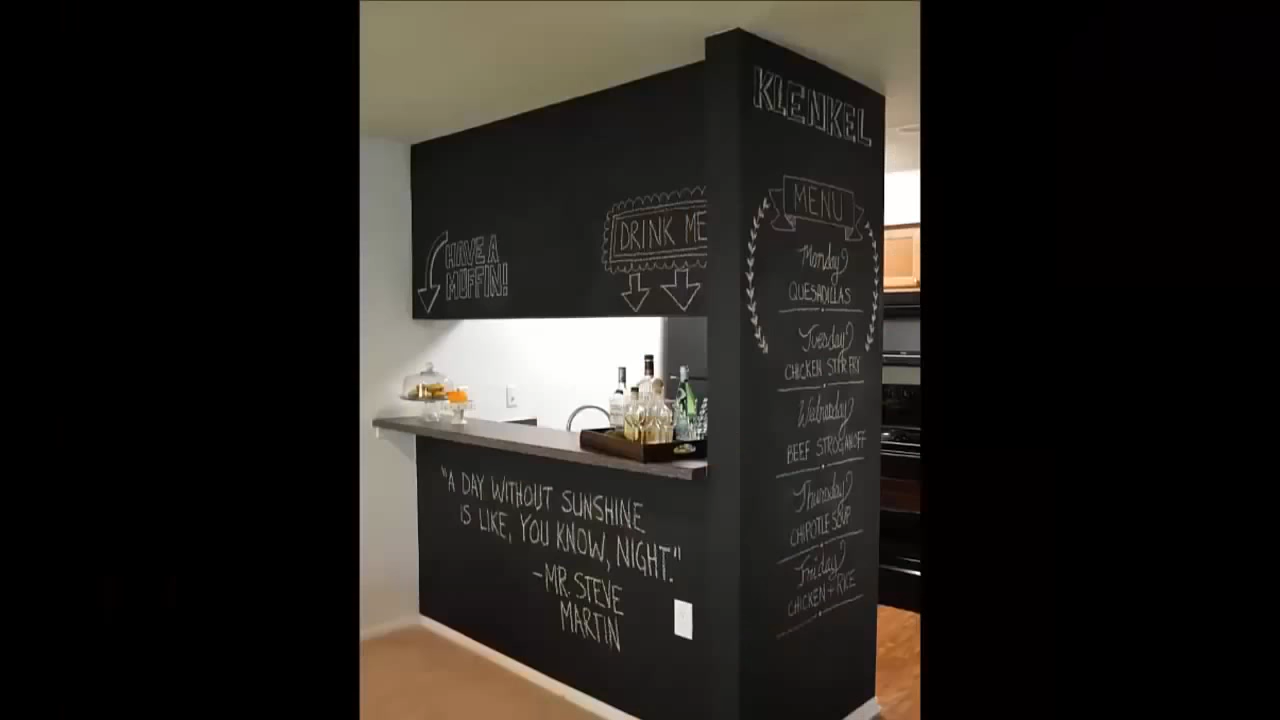 KLENKEL
MENU
Monday
QUESADILLAS
Tuesday
CHICKEN STIR FRY
Wednesday
BEEF STROGANOFF
Thursday
CHIPOTLE SOUP
Friday
CHICKEN + RICE
HAVE A
MUFFIN!
DRINK ME
"A DAY WITHOUT SUNSHINE
IS LIKE, YOU KNOW, NIGHT."
-MR. STEVE
MARTIN